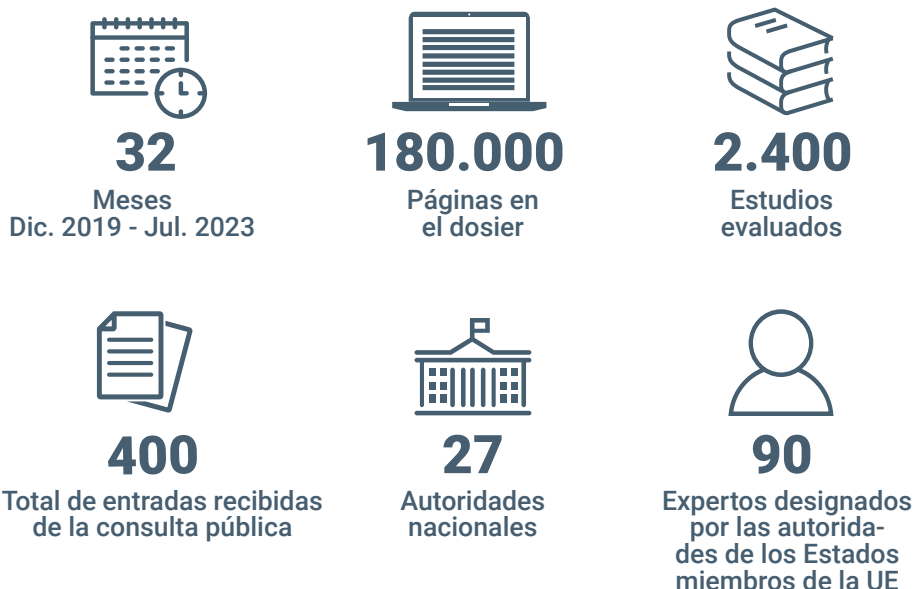 32
Meses
Dic. 2019 - Jul. 2023
180.000
Páginas en
el dosier
2.400
Estudios
evaluados
400
Total de entradas recibidas
de la consulta pública
27
Autoridades
nacionales
90
Expertos designados
por las autorida-
des de los Estados
miembros de la UE